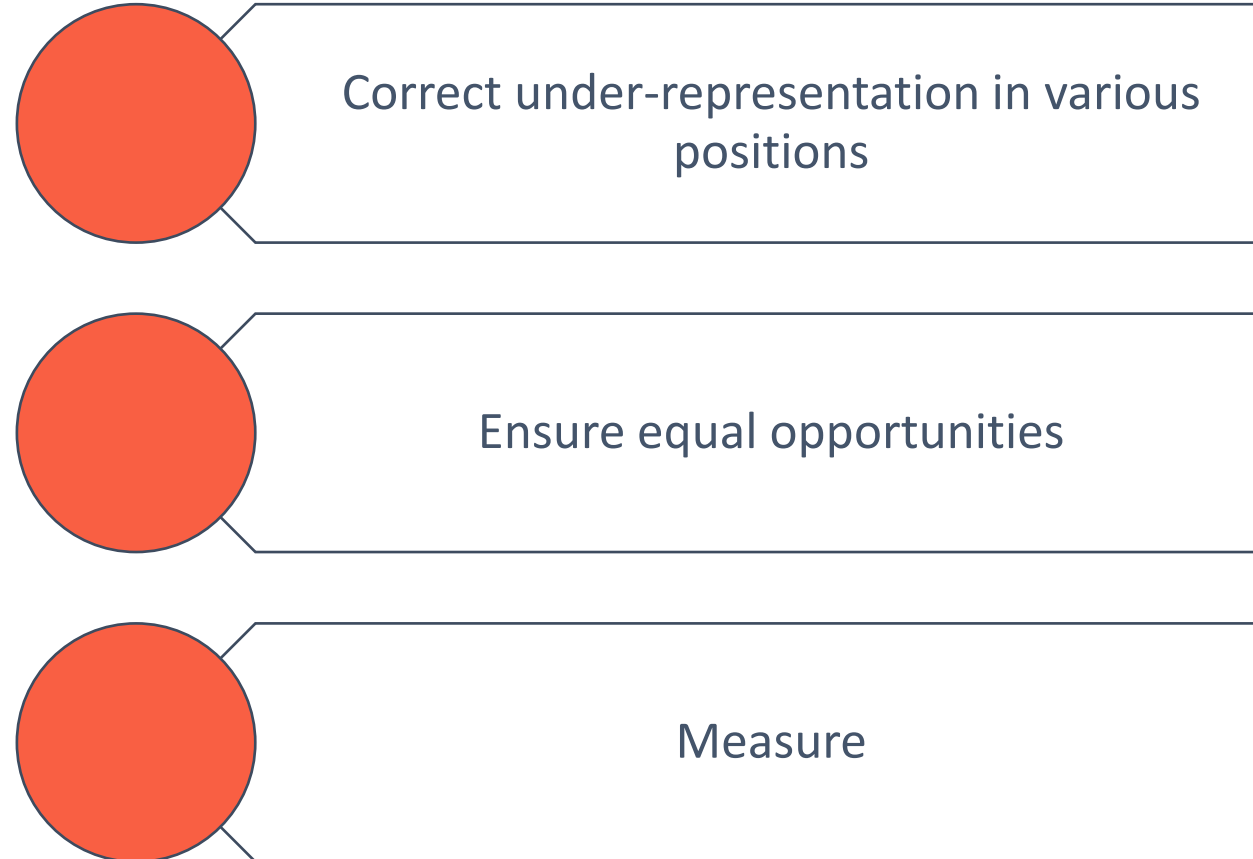 Correct under-representation in various
positions
Ensure equal opportunities
Measure